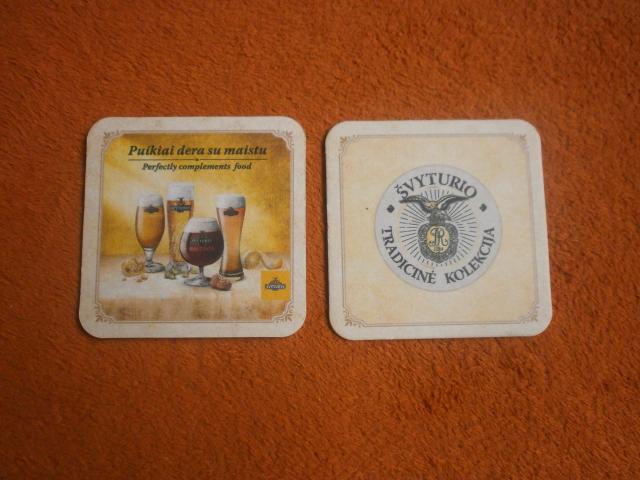 Puikiai dera su maistu
Perfectly complements food
ŠVYTURIO
TRADICINĖ KOLEKCIJA